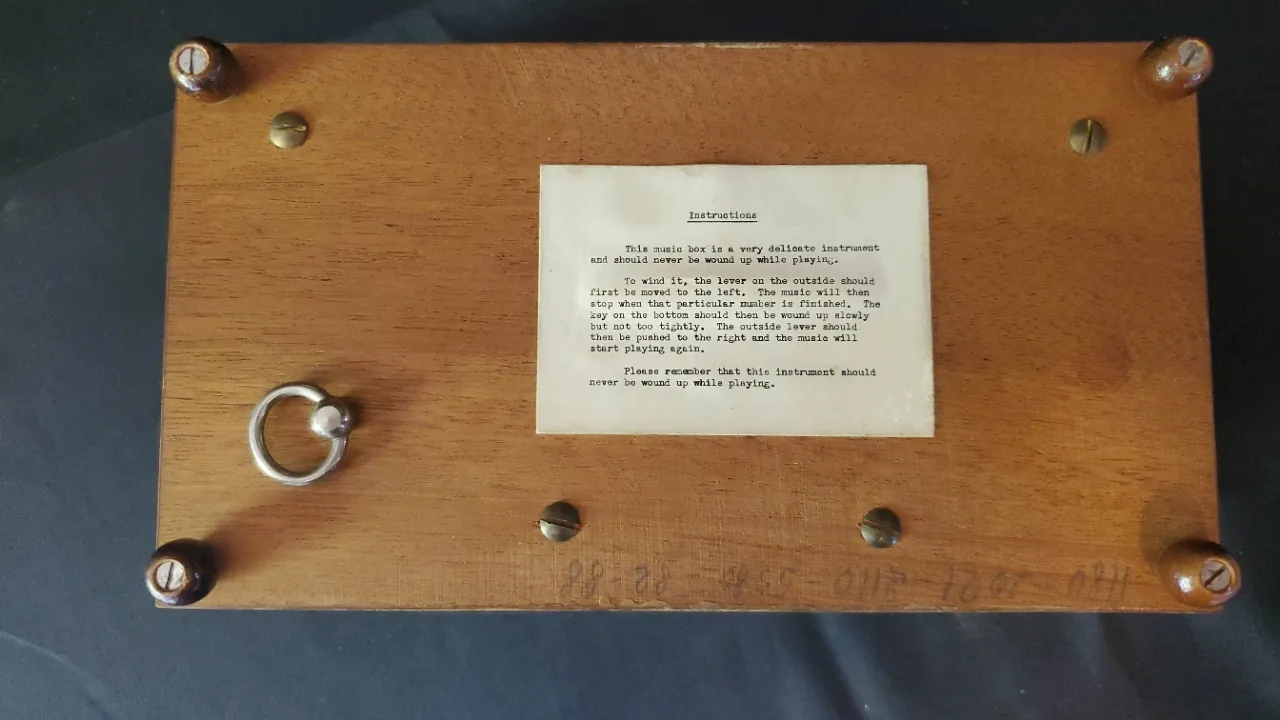 Instructions
This music box is a very delicate instrument
and should never be wound up while playing.
To wind it, the lever on the outside should
first be moved to the left. The music will then
stop when that particular number is finished. The
key on the bottom should then be wound up slowly
but not too tightly. The outside lever should
then be pushed to the right and the music will
start playing again.
Please remember that this instrument should
never be wound up while playing.